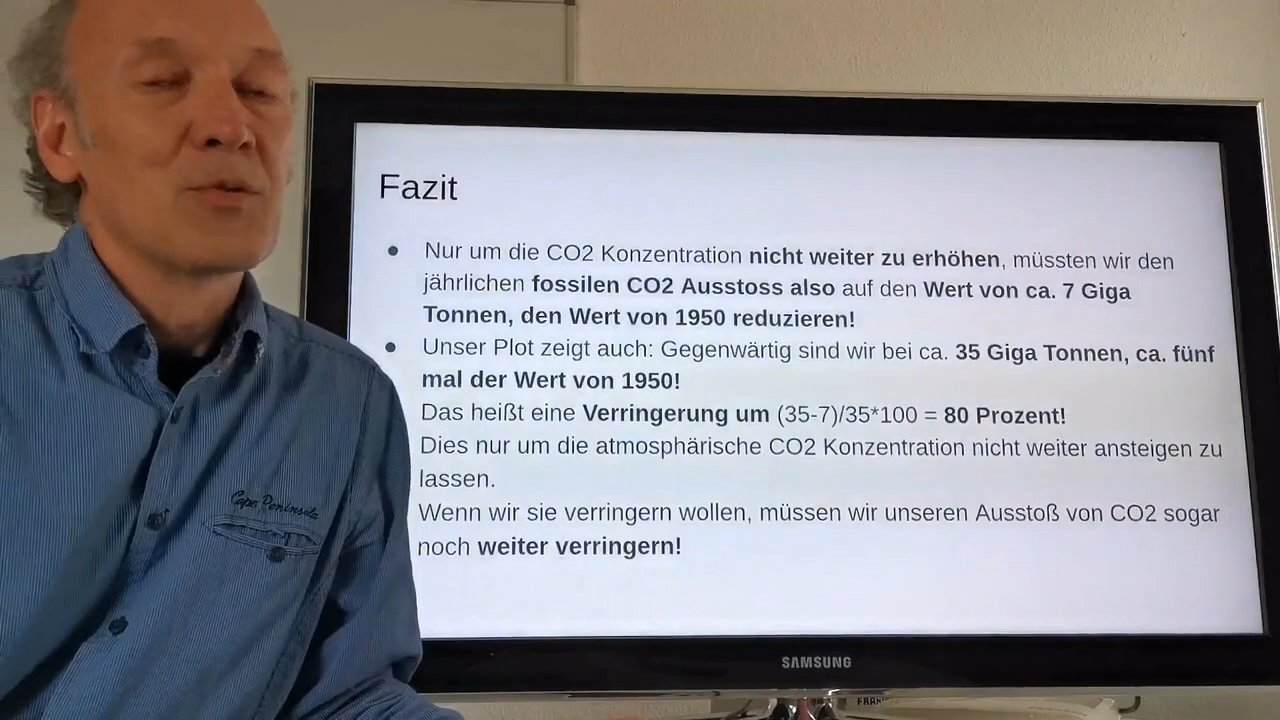 Fazit
Nur um die CO2 Konzentration nicht weiter zu erhöhen, müssten wir den
jährlichen fossilen CO2 Ausstoss also auf den Wert von ca. 7 Giga
Tonnen, den Wert von 1950 reduzieren!
Unser Plot zeigt auch: Gegenwärtig sind wir bei ca. 35 Giga Tonnen, ca. fünf
mal der Wert von 1950!
Das heißt eine Verringerung um (35-7)/35*100 = 80 Prozent!
Dies nur um die atmosphärische CO2 Konzentration nicht weiter ansteigen zu
lassen.
Wenn wir sie verringern wollen, müssen wir unseren Ausstoß von CO2 sogar
noch weiter verringern!
Cape Peninsula
SAMSUNG